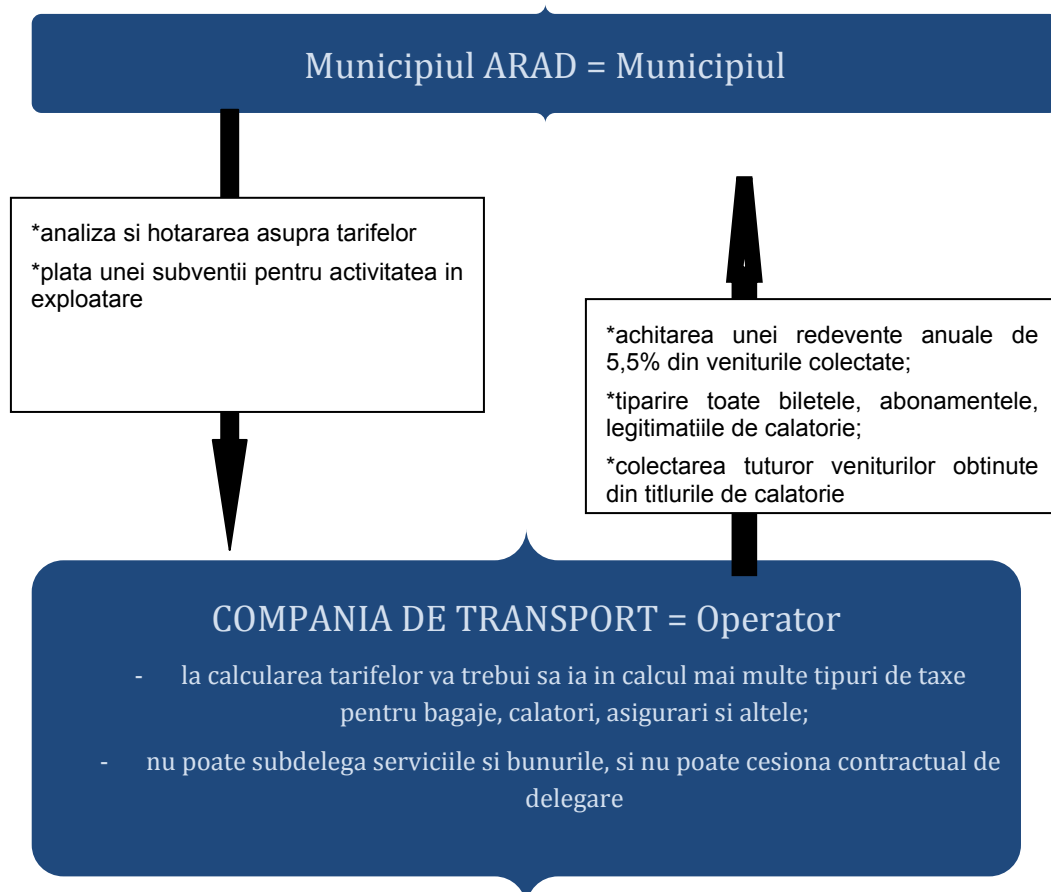 Municipiul ARAD = Municipiul
*analiza si hotararea asupra tarifelor
*plata unei subventii pentru activitatea in
exploatare
*achitarea unei redevente anuale de
5,5% din veniturile colectate;
*tiparire toate biletele, abonamentele,
legitimatiile de calatorie;
*colectarea tuturor veniturilor obtinute
din titlurile de calatorie
COMPANIA DE TRANSPORT = Operator
- la calcularea tarifelor va trebui sa ia in calcul mai multe tipuri de taxe
pentru bagaje, calatori, asigurari si altele;
- nu poate subdelega serviciile si bunurile, si nu poate cesiona contractual de
delegare